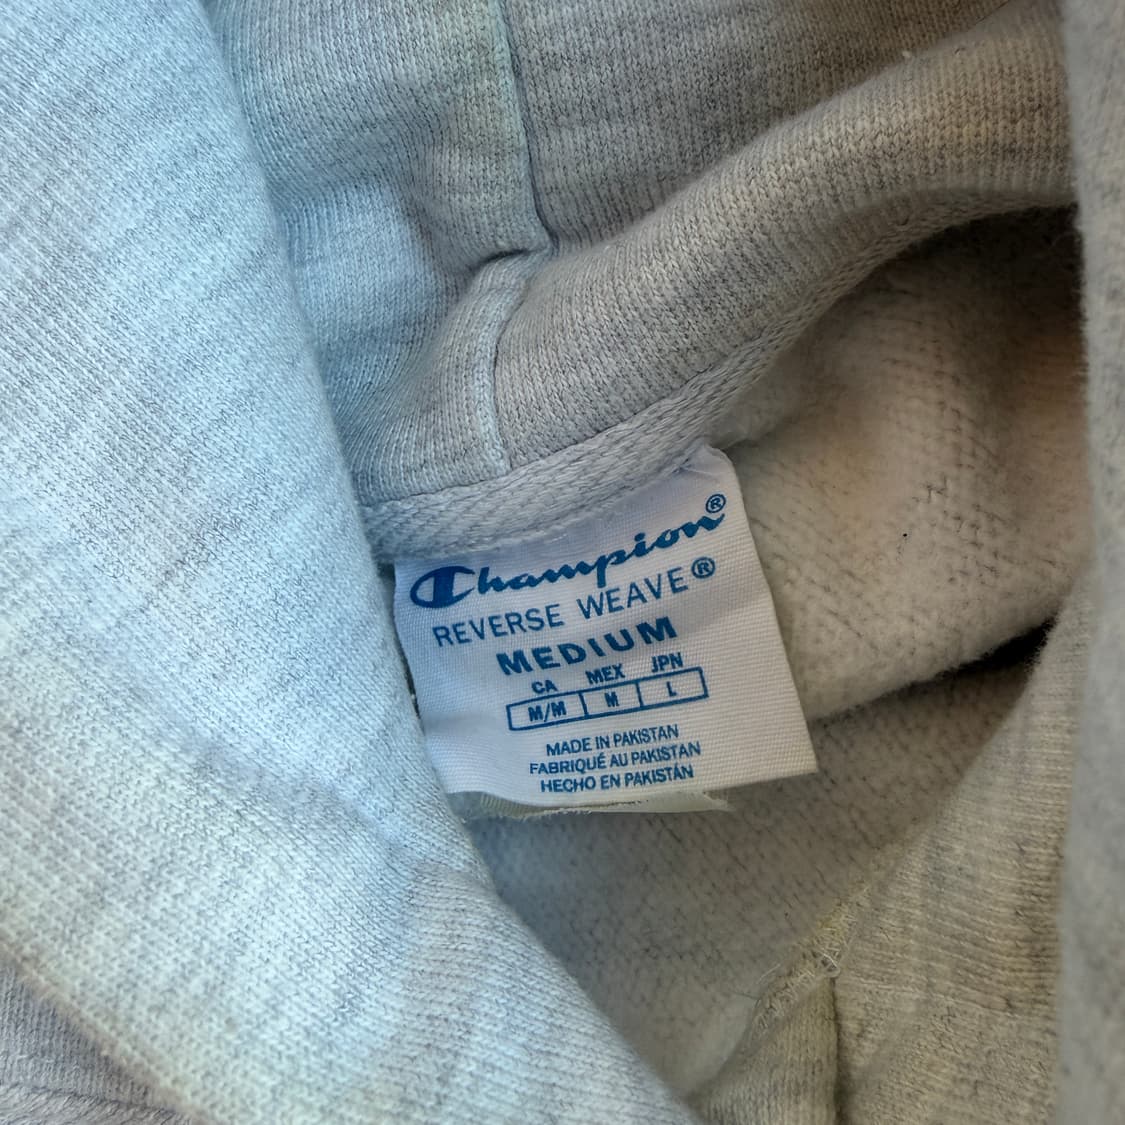 Champion®
REVERSE WEAVE®
MEDIUM
CA MEX JPN
M/M M L
MADE IN PAKISTAN
FABRIQUÉ AU PAKISTAN
HECHO EN PAKISTÁN